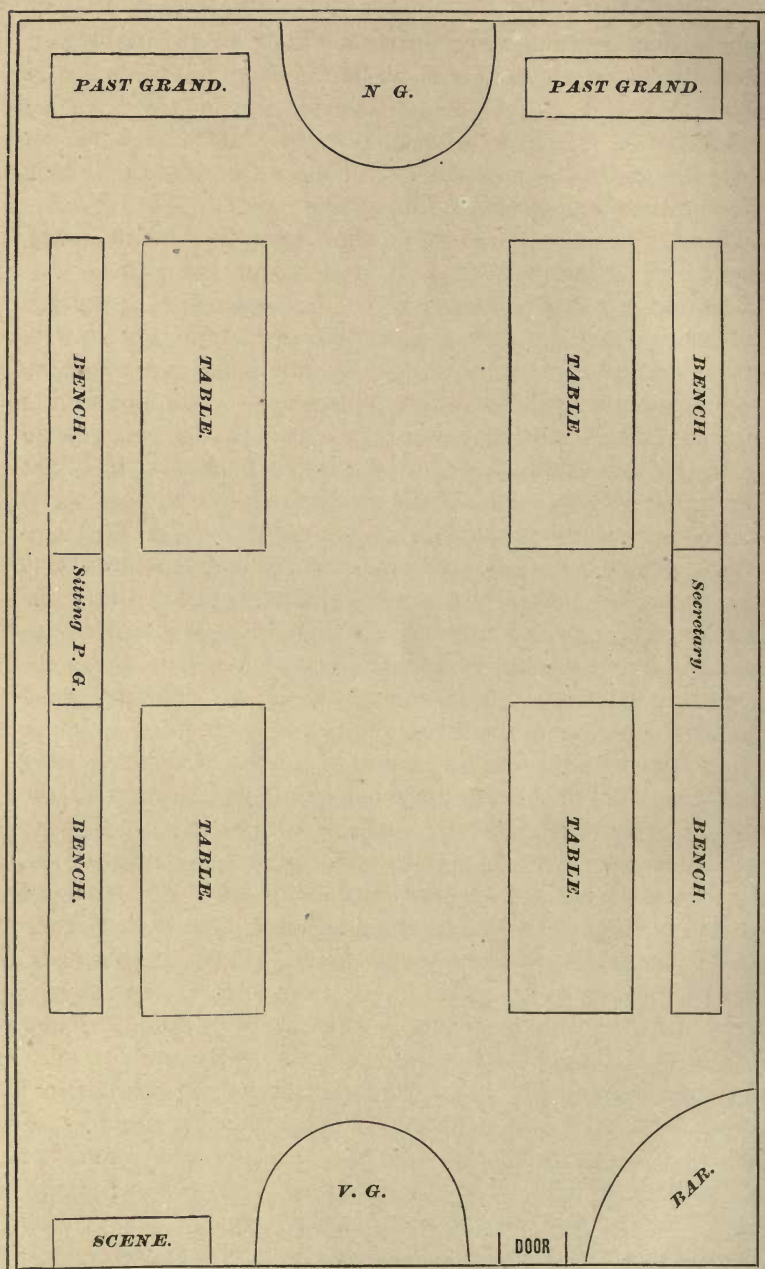 PAST GRAND.
N G.
PAST GRAND.
BENCH.
TABLE.
TABLE.
BENCH.
Sitting P. G.
Secretary.
BENCH.
TABLE.
TABLE.
BENCH.
V. G.
BAR.
SCENE.
DOOR